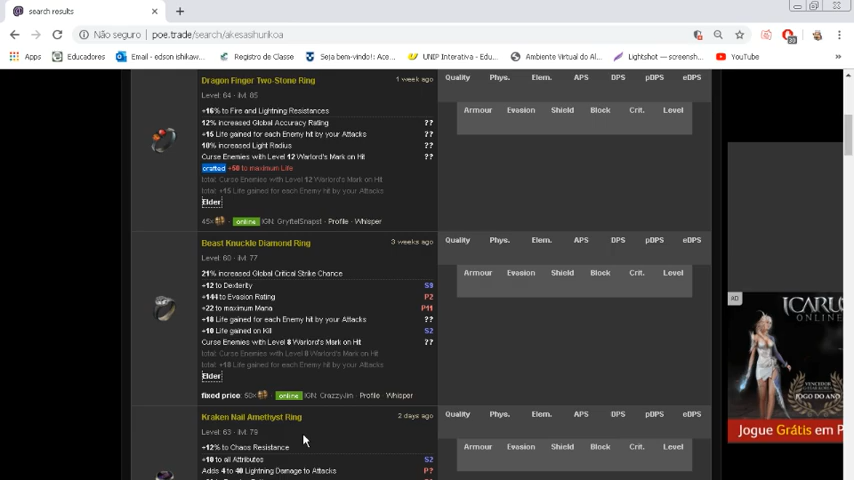 search results
Não seguro | poe.trade/search/akesashurikoa
Apps Educadores Email - edson ishikaw... Registro de Classe Seja bem-vindo!: Ace... UNIP Interativa - Edu... Ambiente Virtual do Al... Lightshot — screensh... YouTube
Dragon Finger Two-Stone Ring 1 week ago
Level: 64 · ilvl: 85
+16% to Fire and Lightning Resistances
12% increased Global Accuracy Rating ??
+15 Life gained for each Enemy hit by your Attacks ??
10% increased Light Radius ??
Curse Enemies with Level 12 Warlord's Mark on Hit ??
crafted +50 to maximum Life
total: Curse Enemies with Level 12 Warlord's Mark on Hit
total: +15 Life gained for each Enemy hit by your Attacks
Elder
45× online IGN: GryttelSnapst · Profile · Whisper
Quality Phys. Elem. APS DPS pDPS eDPS
Armour Evasion Shield Block Crit. Level
Beast Knuckle Diamond Ring 3 weeks ago
Level: 60 · ilvl: 77
21% increased Global Critical Strike Chance
+12 to Dexterity S9
+144 to Evasion Rating P2
+22 to maximum Mana P11
+18 Life gained for each Enemy hit by your Attacks ??
+10 Life gained on Kill S2
Curse Enemies with Level 8 Warlord's Mark on Hit ??
total: Curse Enemies with Level 8 Warlord's Mark on Hit
total: +18 Life gained for each Enemy hit by your Attacks
Elder
fixed price: 50× online IGN: CrazzyJim · Profile · Whisper
Quality Phys. Elem. APS DPS pDPS eDPS
Armour Evasion Shield Block Crit. Level
Kraken Nail Amethyst Ring 2 days ago
Level: 63 · ilvl: 79
+12% to Chaos Resistance
+10 to all Attributes S2
Adds 4 to 40 Lightning Damage to Attacks P?
Quality Phys. Elem. APS DPS pDPS eDPS
Armour Evasion Shield Block Crit. Level
AD
ICARUS
ONLINE
VENCEDOR
JOGO DO ANO
Jogue Grátis em P